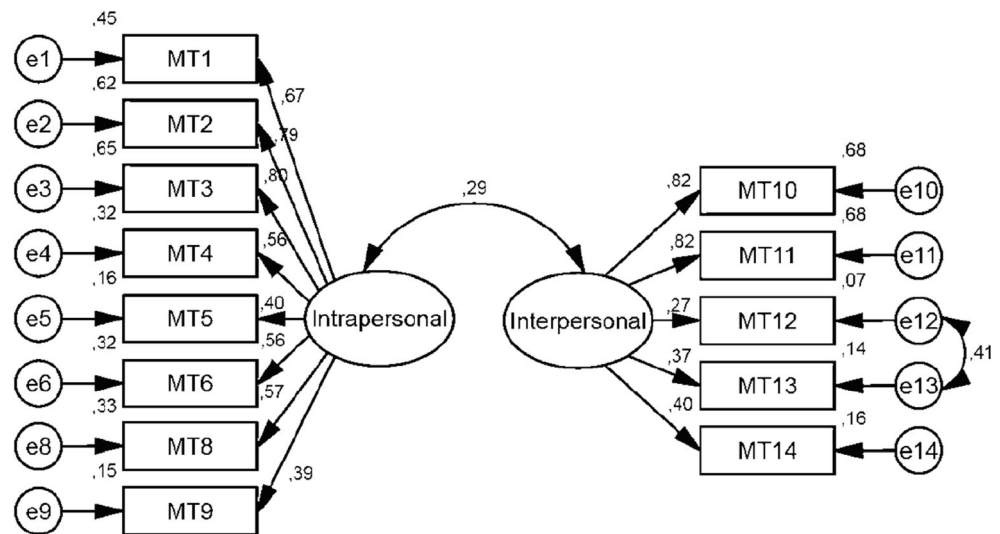 ,45
e1 MT1
,67
,62
e2 MT2
,79
,65
e3 MT3
,80
,32
e4 MT4
,56
,16
e5 MT5
,40
,32
e6 MT6
,56
,33
e8 MT8
,57
,15
e9 MT9
,39
Intrapersonal
,29
Interpersonal
,68
,82
MT10 e10
,68
,82
MT11 e11
,07
,27
MT12 e12
,14
,41
,37
MT13 e13
,16
,40
MT14 e14